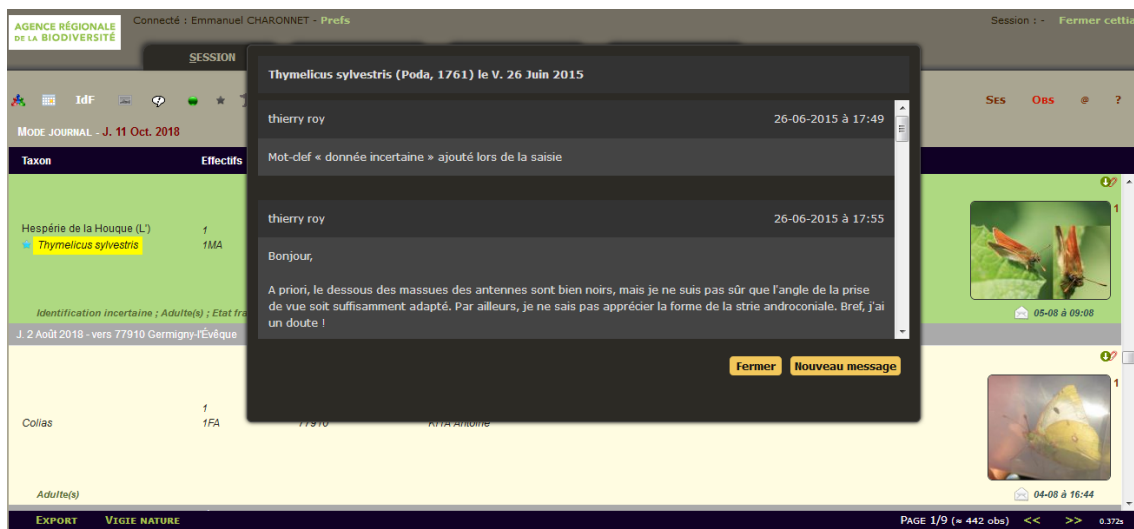 AGENCE RÉGIONALE
DE LA BIODIVERSITÉ
Connecté : Emmanuel CHARONNET - Prefs
Session : - Fermer cettia
SESSION
Thymelicus sylvestris (Poda, 1761) le V. 26 Juin 2015
IdF
SES OBS @ ?
MODE JOURNAL - J. 11 Oct. 2018
thierry roy 26-06-2015 à 17:49
Taxon Effectifs
Mot-clef « donnée incertaine » ajouté lors de la saisie
thierry roy 26-06-2015 à 17:55
Hespérie de la Houque (L') 1
Thymelicus sylvestris 1MA
1
Bonjour,
A priori, le dessous des massues des antennes sont bien noirs, mais je ne suis pas sûr que l'angle de la prise
de vue soit suffisamment adapté. Par ailleurs, je ne sais pas apprécier la forme de la strie androconiale. Bref, j'ai
un doute !
Identification incertaine ; Adulte(s) ; Etat fra
05-08 à 09:08
J. 2 Août 2018 - vers 77910 Germigny-l'Évêque
Fermer Nouveau message
1
Colias 1FA 77910
1
Adulte(s)
04-08 à 16:44
EXPORT VIGIE NATURE
PAGE 1/9 (≈ 442 obs) << >> 0.372s